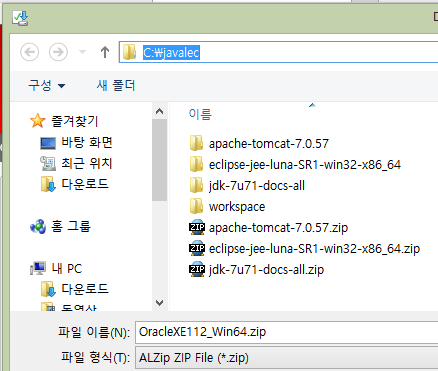 C:₩javalec
구성 새 폴더
이름
즐겨찾기
바탕 화면
최근 위치
다운로드
홈 그룹
내 PC
다운로드
동영상
apache-tomcat-7.0.57
eclipse-jee-luna-SR1-win32-x86_64
jdk-7u71-docs-all
workspace
apache-tomcat-7.0.57.zip
eclipse-jee-luna-SR1-win32-x86_64.zip
jdk-7u71-docs-all.zip
파일 이름(N): OracleXE112_Win64.zip
파일 형식(T): ALZip ZIP File (*.zip)